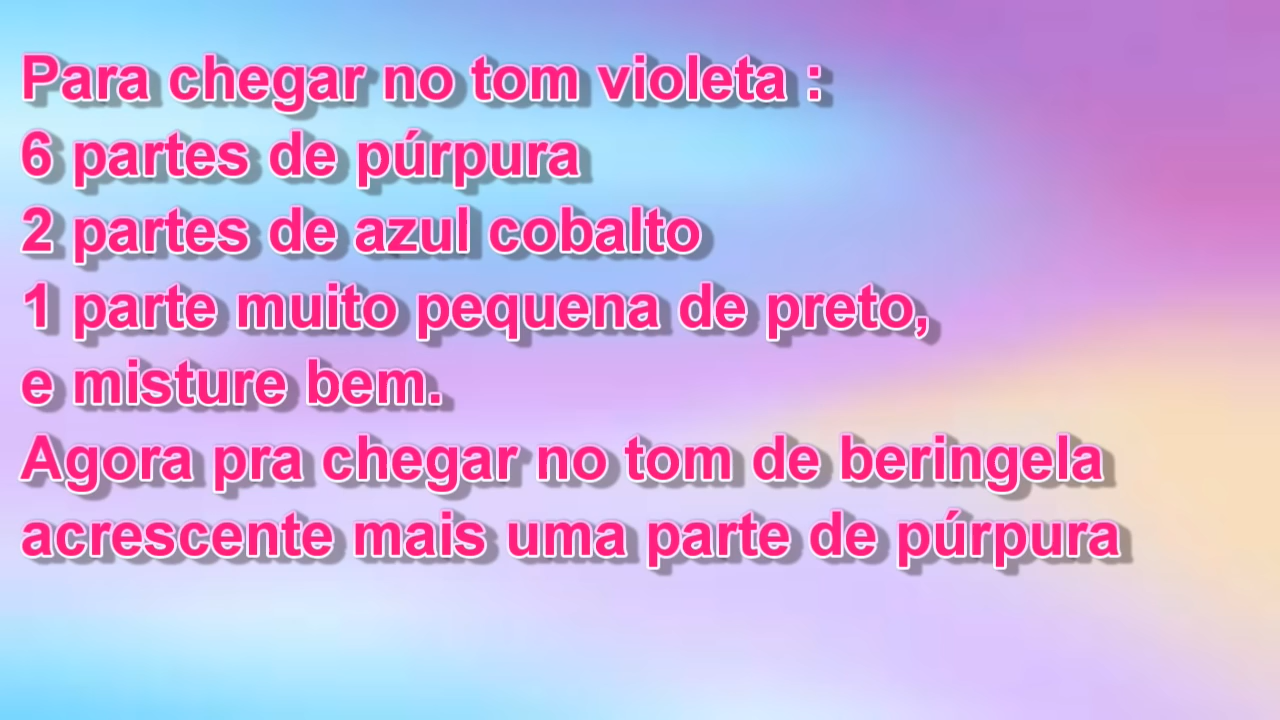 Para chegar no tom violeta :
6 partes de púrpura
2 partes de azul cobalto
1 parte muito pequena de preto,
e misture bem.
Agora pra chegar no tom de beringela
acrescente mais uma parte de púrpura